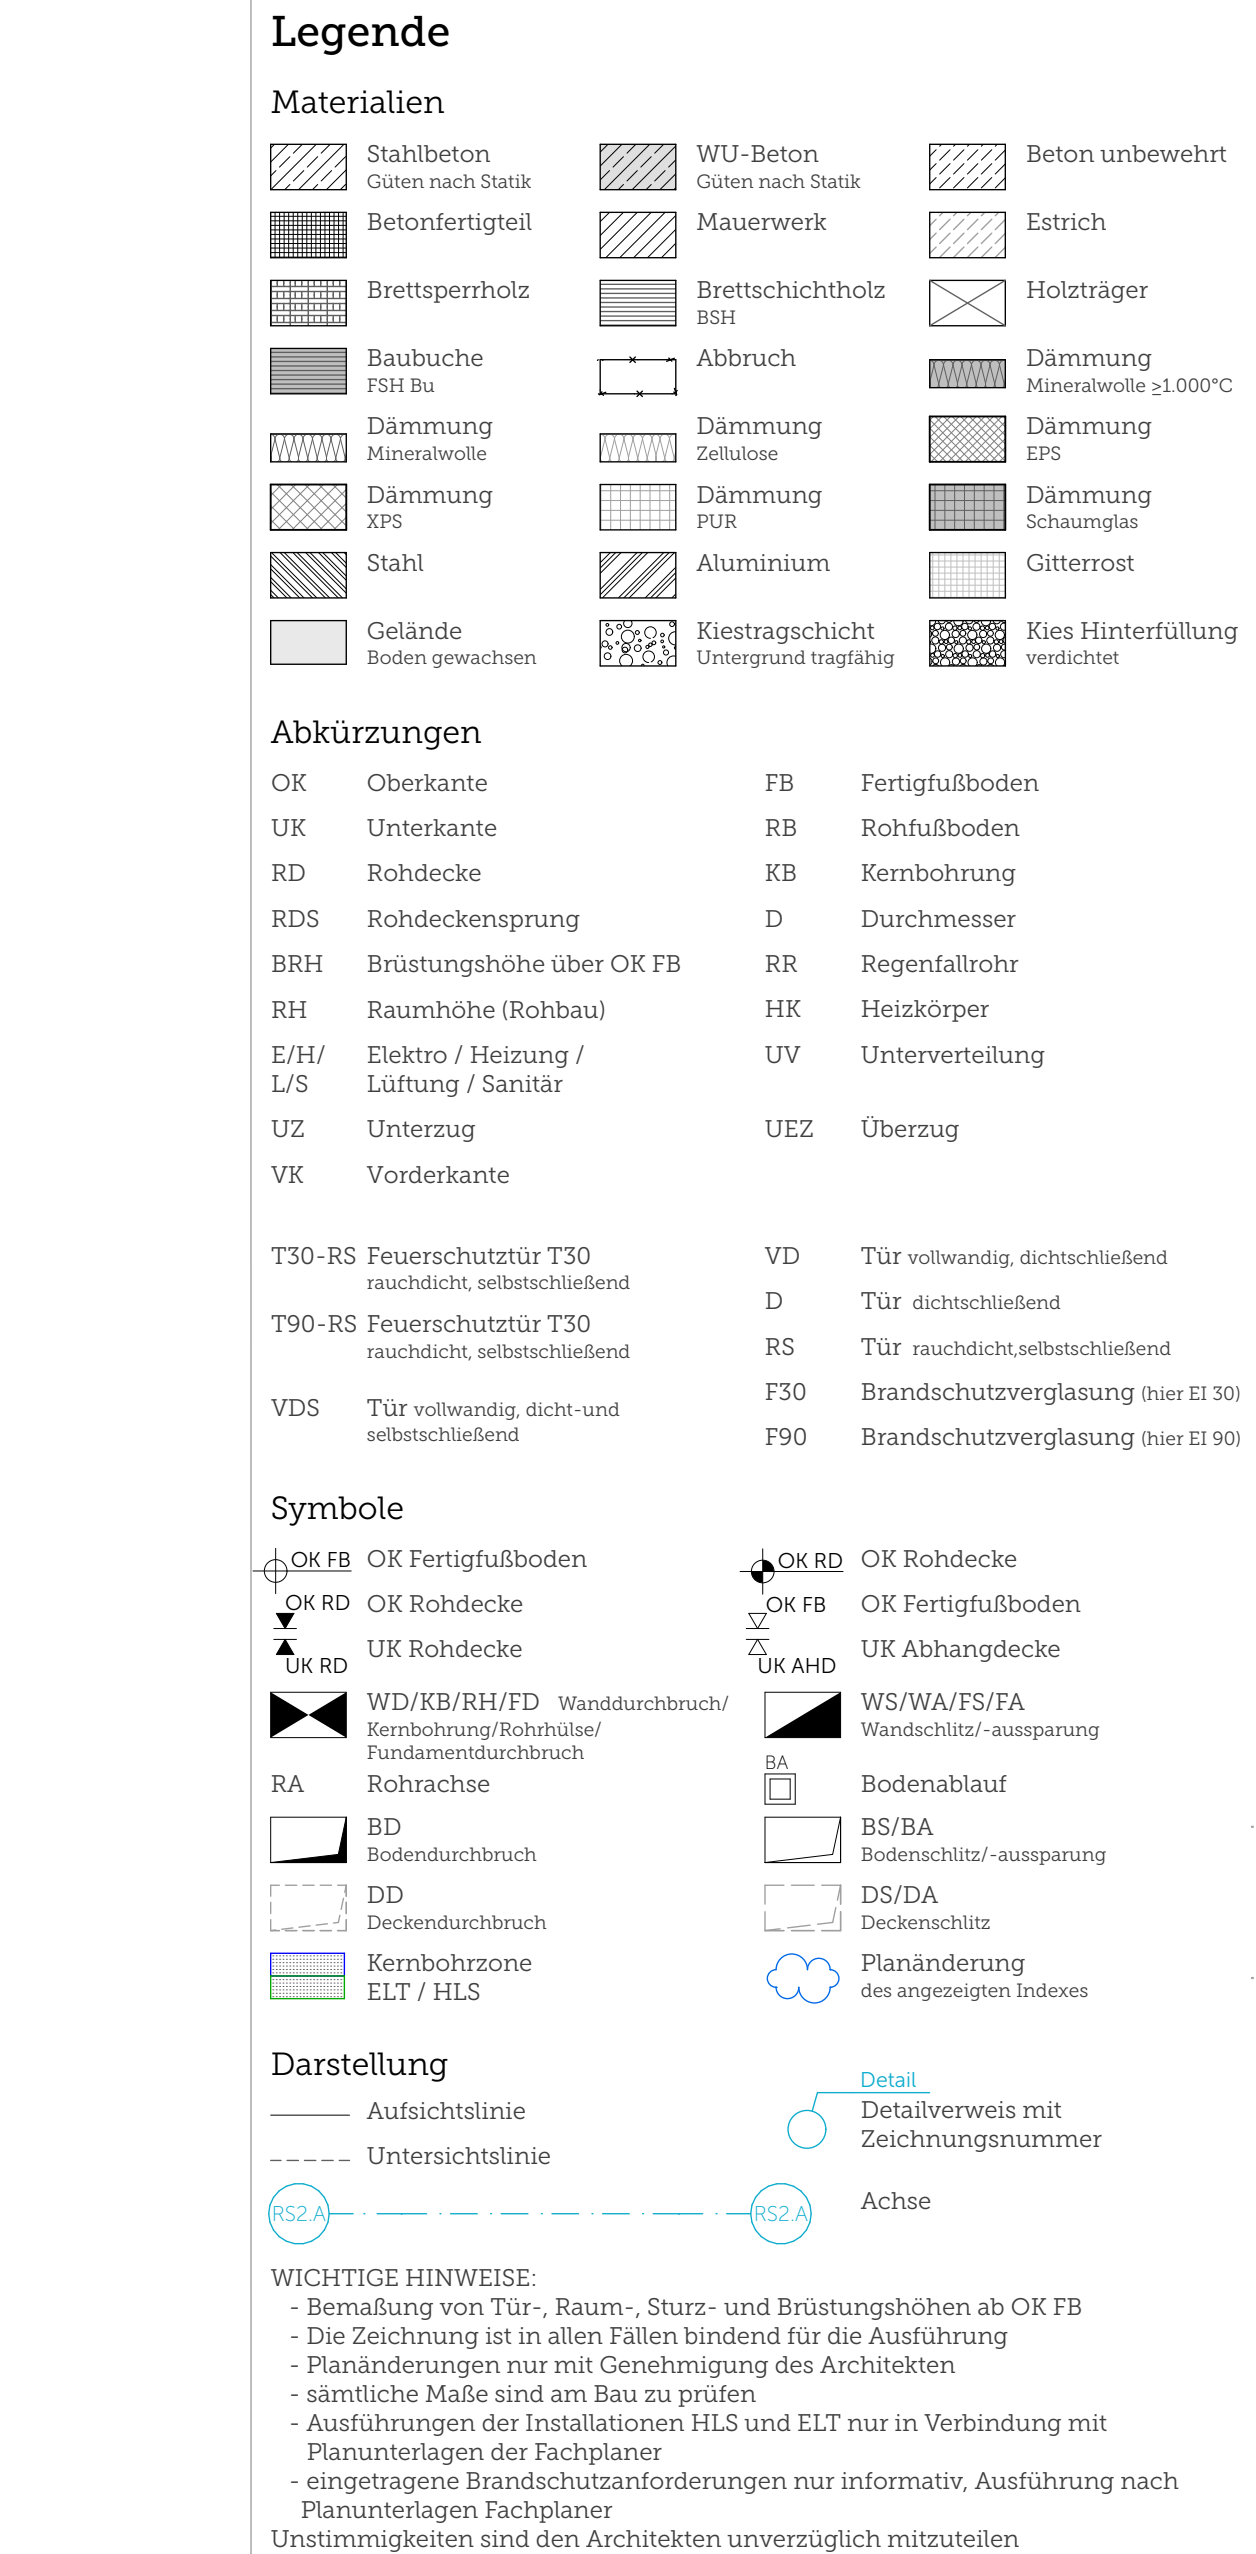 Legende
Materialien
Stahlbeton
Güten nach Statik
WU-Beton
Güten nach Statik
Beton unbewehrt
Betonfertigteil
Mauerwerk
Estrich
Brettsperrholz
Brettschichtholz
BSH
Holzträger
Baubuche
FSH Bu
Abbruch
Dämmung
Mineralwolle ≥1.000°C
Dämmung
Mineralwolle
Dämmung
Zellulose
Dämmung
EPS
Dämmung
XPS
Dämmung
PUR
Dämmung
Schaumglas
Stahl
Aluminium
Gitterrost
Gelände
Boden gewachsen
Kiestragschicht
Untergrund tragfähig
Kies Hinterfüllung
verdichtet
Abkürzungen
OK Oberkante
FB Fertigfußboden
UK Unterkante
RB Rohfußboden
RD Rohdecke
KB Kernbohrung
RDS Rohdeckensprung
D Durchmesser
BRH Brüstungshöhe über OK FB
RR Regenfallrohr
RH Raumhöhe (Rohbau)
HK Heizkörper
E/H/ Elektro / Heizung /
L/S Lüftung / Sanitär
UV Unterverteilung
UZ Unterzug
UEZ Überzug
VK Vorderkante
T30-RS Feuerschutztür T30
rauchdicht, selbstschließend
T90-RS Feuerschutztür T30
rauchdicht, selbstschließend
VDS Tür vollwandig, dicht-und
selbstschließend
VD Tür vollwandig, dichtschließend
D Tür dichtschließend
RS Tür rauchdicht,selbstschließend
F30 Brandschutzverglasung (hier EI 30)
F90 Brandschutzverglasung (hier EI 90)
Symbole
OK FB OK Fertigfußboden
OK RD OK Rohdecke
OK RD OK Rohdecke
OK FB OK Fertigfußboden
UK Rohdecke
UK RD
UK Abhangdecke
UK AHD
WD/KB/RH/FD Wanddurchbruch/
Kernbohrung/Rohrhülse/
Fundamentdurchbruch
WS/WA/FS/FA
Wandschlitz/-aussparung
RA Rohrachse
BA
Bodenablauf
BD
Bodendurchbruch
BS/BA
Bodenschlitz/-aussparung
DD
Deckendurchbruch
DS/DA
Deckenschlitz
Kernbohrzone
ELT / HLS
Planänderung
des angezeigten Indexes
Darstellung
Aufsichtslinie
Untersichtslinie
Detail
Detailverweis mit
Zeichnungsnummer
RS2.A RS2.A Achse
WICHTIGE HINWEISE:
- Bemaßung von Tür-, Raum-, Sturz- und Brüstungshöhen ab OK FB
- Die Zeichnung ist in allen Fällen bindend für die Ausführung
- Planänderungen nur mit Genehmigung des Architekten
- sämtliche Maße sind am Bau zu prüfen
- Ausführungen der Installationen HLS und ELT nur in Verbindung mit
Planunterlagen der Fachplaner
- eingetragene Brandschutzanforderungen nur informativ, Ausführung nach
Planunterlagen Fachplaner
Unstimmigkeiten sind den Architekten unverzüglich mitzuteilen